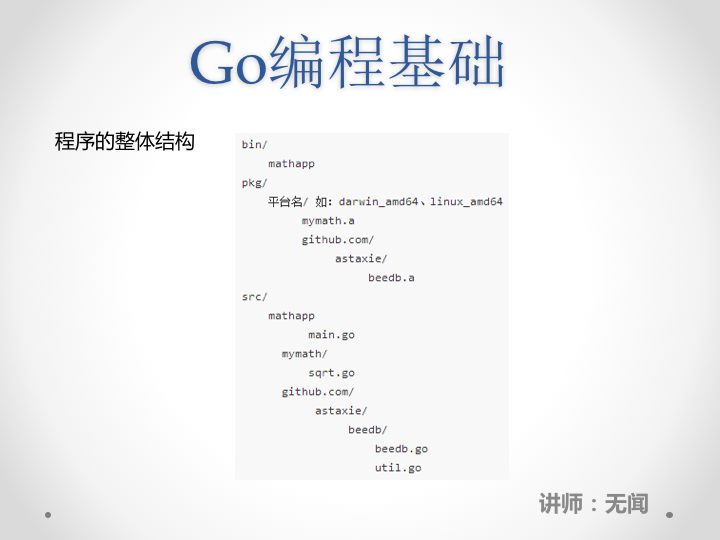 Go编程基础
程序的整体结构
bin/
mathapp
pkg/
平台名/ 如：darwin_amd64、linux_amd64
mymath.a
github.com/
astaxie/
beedb.a
src/
mathapp
main.go
mymath/
sqrt.go
github.com/
astaxie/
beedb/
beedb.go
util.go
讲师：无闻